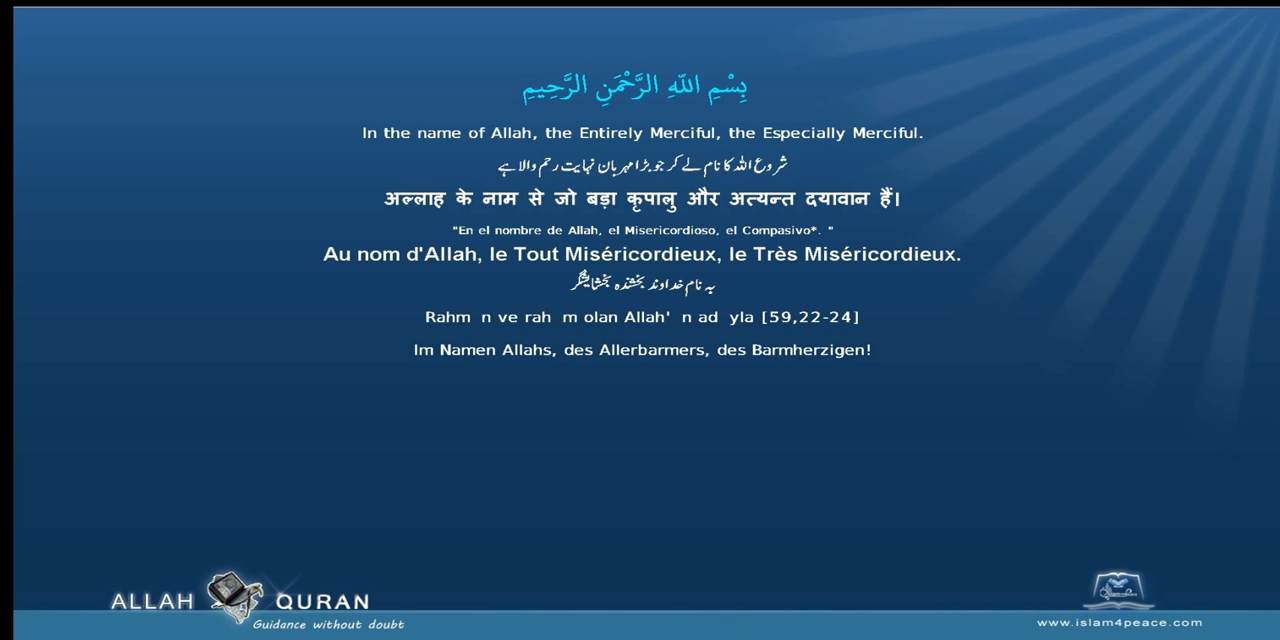 بِسْمِ اللَّهِ الرَّحْمَنِ الرَّحِيمِ
In the name of Allah, the Entirely Merciful, the Especially Merciful.
شروع الله کا نام لے کر جو بڑا مہربان نہایت رحم والا ہے
अल्लाह के नाम से जो बड़ा कृपालु और अत्यन्त दयावान हैं।
"En el nombre de Allah, el Misericordioso, el Compasivo*. "
Au nom d'Allah, le Tout Miséricordieux, le Très Miséricordieux.
به نام خداوند بخشنده بخشایشگر
Rahm n ve rah m olan Allah' n ad yla [59,22-24]
Im Namen Allahs, des Allerbarmers, des Barmherzigen!
ALLAH QURAN
Guidance without doubt
www.islam4peace.com